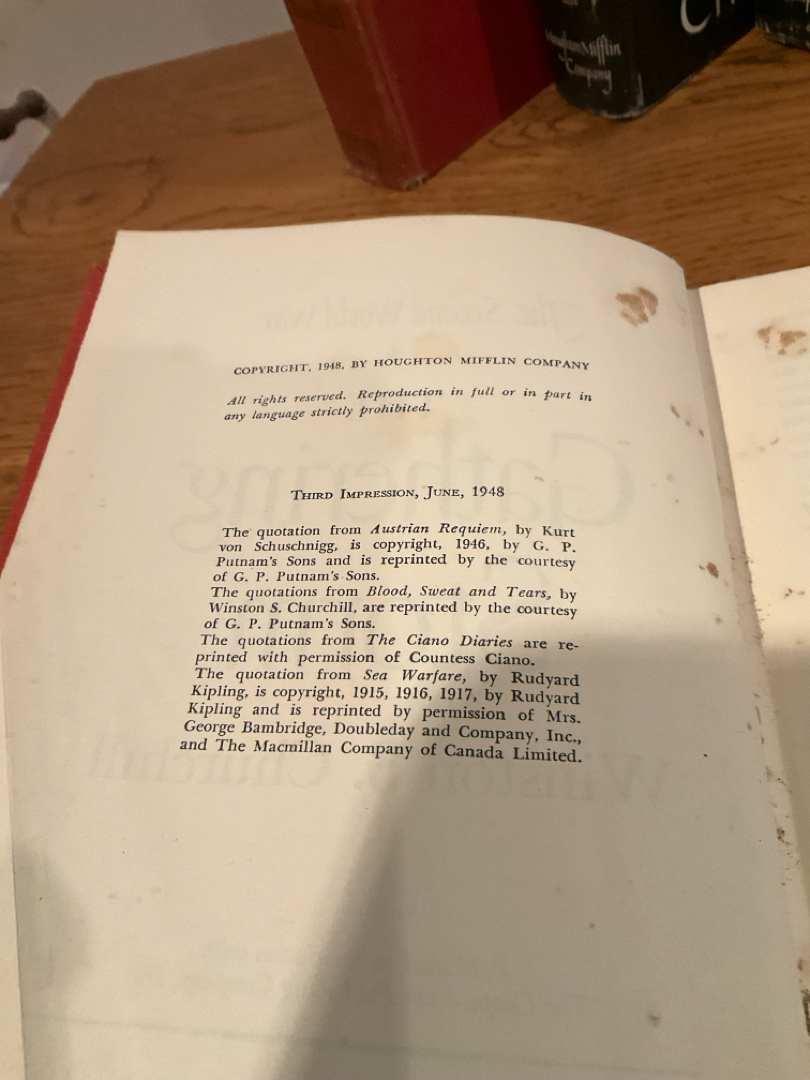 Houghton Mifflin
Company
COPYRIGHT, 1948, BY HOUGHTON MIFFLIN COMPANY
All rights reserved. Reproduction in full or in part in
any language strictly prohibited.
THIRD IMPRESSION, JUNE, 1948
The quotation from Austrian Requiem, by Kurt
von Schuschnigg, is copyright, 1946, by G. P.
Putnam's Sons and is reprinted by the courtesy
of G. P. Putnam's Sons.
The quotations from Blood, Sweat and Tears, by
Winston S. Churchill, are reprinted by the courtesy
of G. P. Putnam's Sons.
The quotations from The Ciano Diaries are re-
printed with permission of Countess Ciano.
The quotation from Sea Warfare, by Rudyard
Kipling, is copyright, 1915, 1916, 1917, by Rudyard
Kipling and is reprinted by permission of Mrs.
George Bambridge, Doubleday and Company, Inc.,
and The Macmillan Company of Canada Limited.